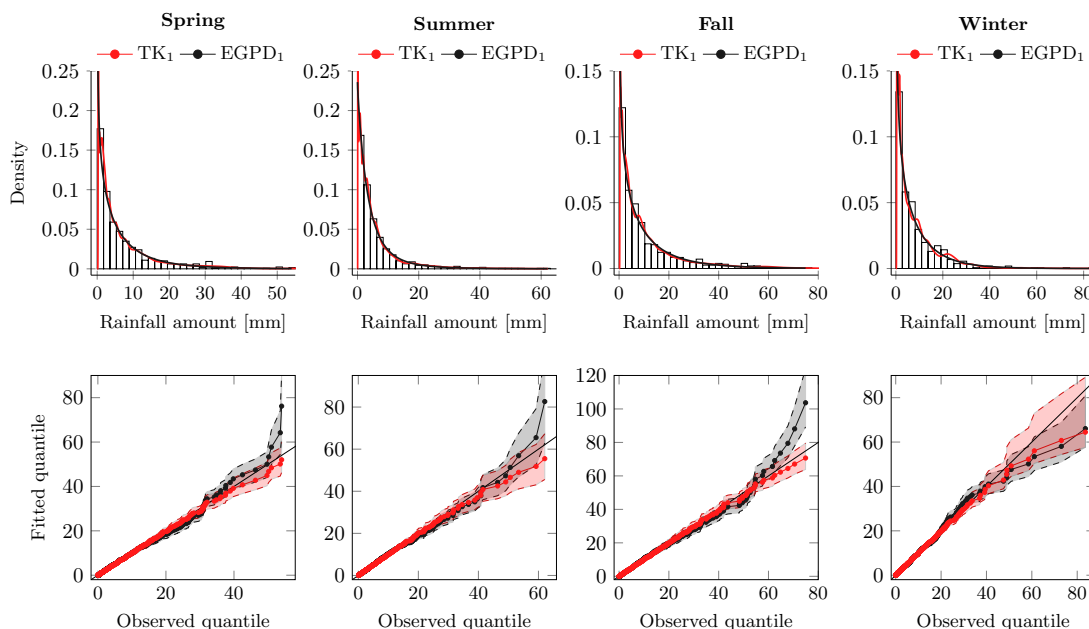 Spring Summer Fall Winter
TK1 EGPD1 TK1 EGPD1 TK1 EGPD1 TK1 EGPD1
0.25 0.25 0.15 0.15
0.2 0.2
0.15 0.15 0.1 0.1
0.1 0.1 0.05 0.05
0.05 0.05
0 0 0 0
Density
0 10 20 30 40 50 0 20 40 60 0 20 40 60 80 0 20 40 60 80
Rainfall amount [mm] Rainfall amount [mm] Rainfall amount [mm] Rainfall amount [mm]
120
80 80 100 80
60 60 80 60
40 40 60 40
20 20 40 20
20
0 0 0 0
Fitted quantile
0 20 40 0 20 40 60 0 20 40 60 80 0 20 40 60 80
Observed quantile Observed quantile Observed quantile Observed quantile